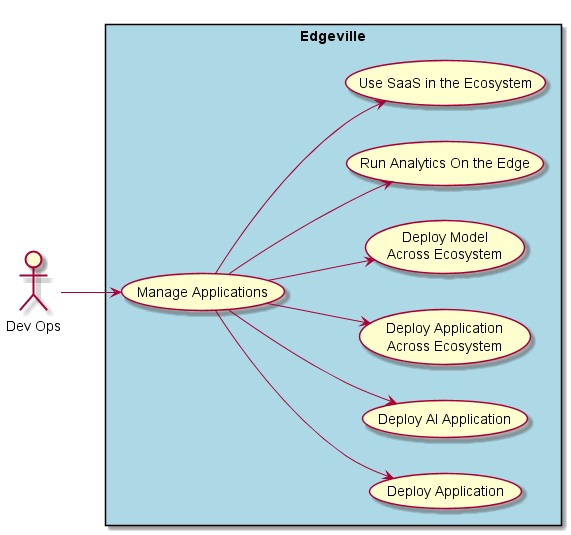 Edgeville
Use SaaS in the Ecosystem
Run Analytics On the Edge
Deploy Model
Across Ecosystem
Manage Applications
Dev Ops
Deploy Application
Across Ecosystem
Deploy AI Application
Deploy Application